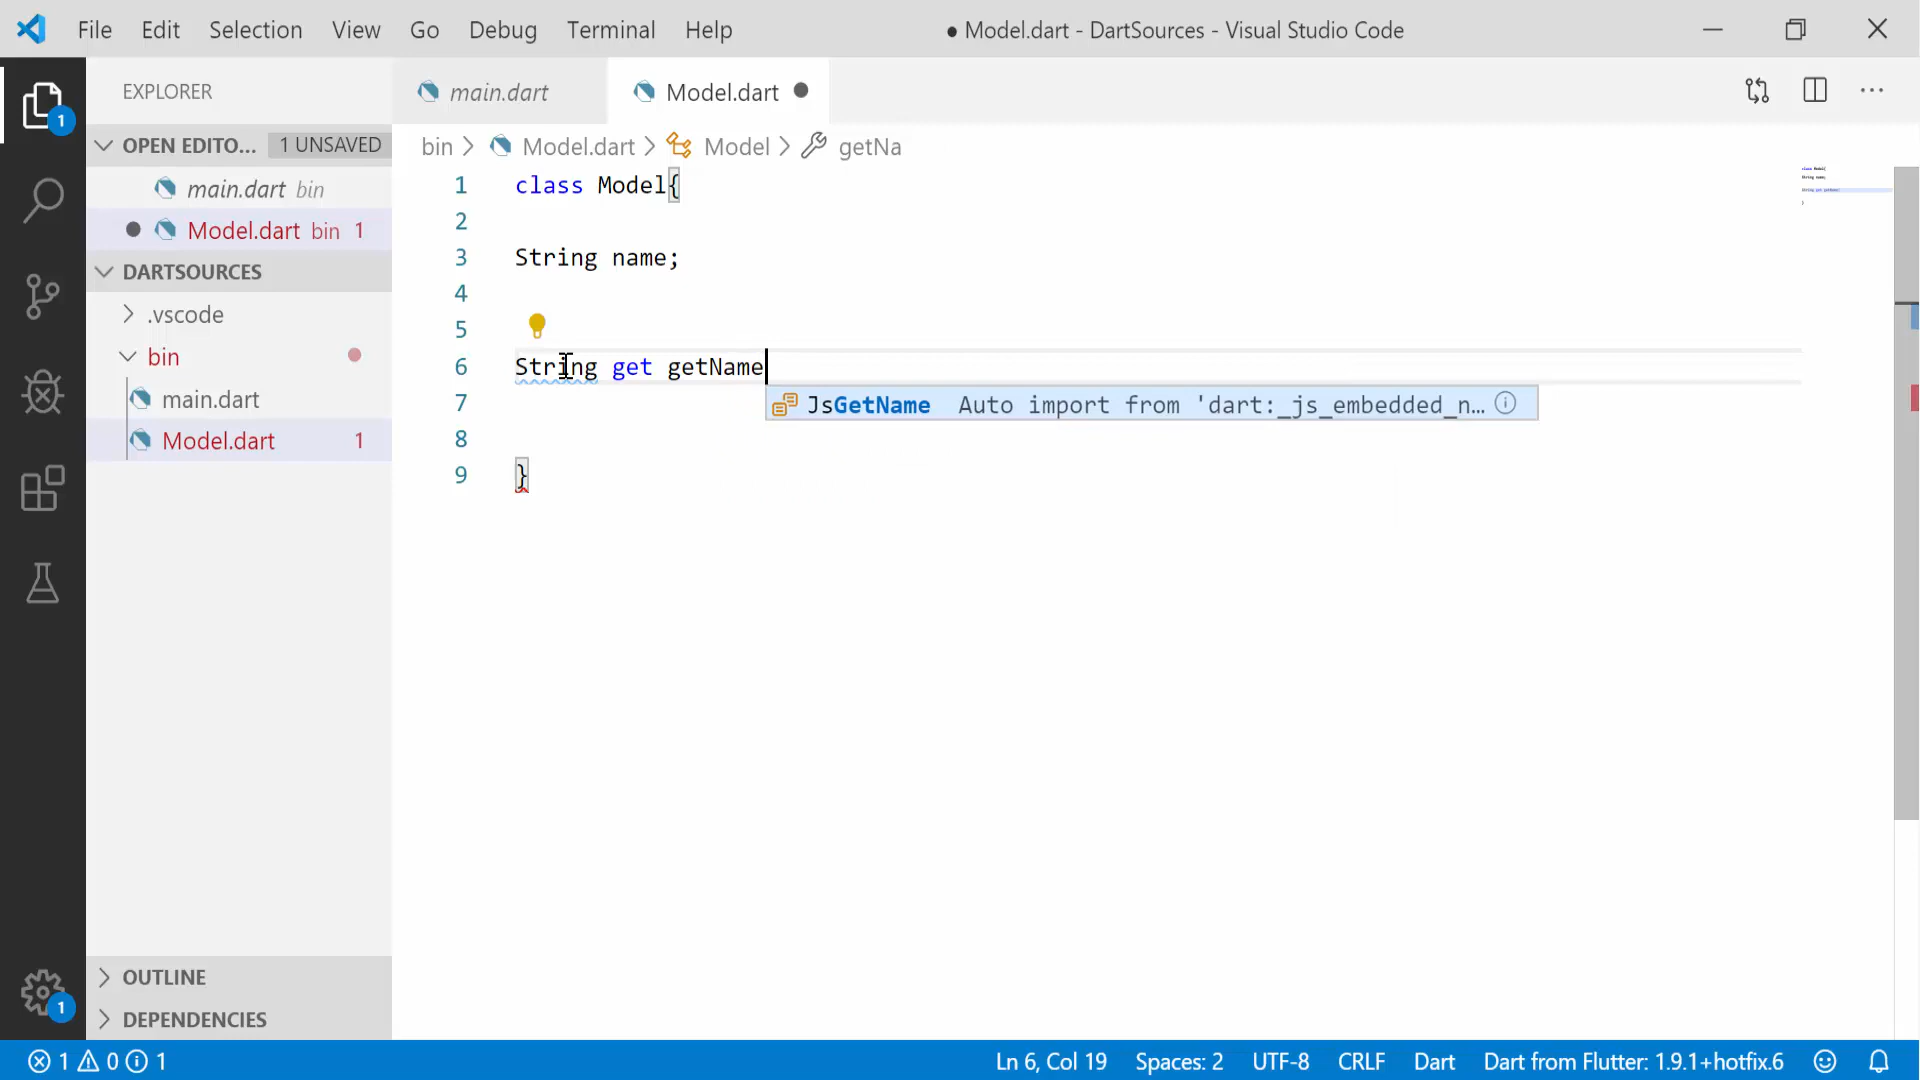 File Edit Selection View Go Debug Terminal Help
● Model.dart - DartSources - Visual Studio Code
EXPLORER
OPEN EDITO... 1 UNSAVED
main.dart bin
Model.dart bin 1
DARTSOURCES
.vscode
bin
main.dart
Model.dart 1
OUTLINE
DEPENDENCIES
1
1
main.dart Model.dart
bin > Model.dart > Model > getNa
1 class Model{
2
3 String name;
4
5
6 String get getName
JsGetName Auto import from 'dart:_js_embedded_n...
7
8
9 }
1 0 1
Ln 6, Col 19 Spaces: 2 UTF-8 CRLF Dart Dart from Flutter: 1.9.1+hotfix.6